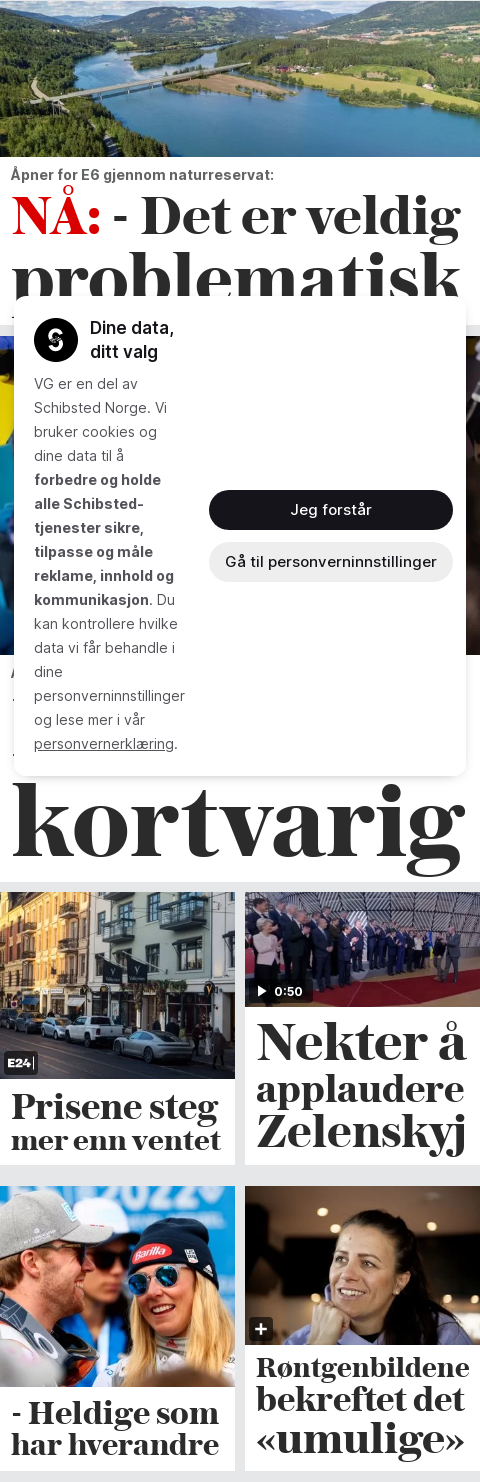 Åpner for E6 gjennom naturreservat:
NÅ: - Det er veldig
problematisk
Dine data,
ditt valg
VG er en del av
Schibsted Norge. Vi
bruker cookies og
dine data til å
forbedre og holde
alle Schibsted-
tjenester sikre,
tilpasse og måle
reklame, innhold og
kommunikasjon. Du
kan kontrollere hvilke
data vi får behandle i
dine
personverninnstillinger
og lese mer i vår
personvernerklæring.
Jeg forstår
Gå til personverninnstillinger
kortvarig
E24
Prisene steg
mer enn ventet
0:50
Nekter å
applaudere
Zelenskyj
Barilla
- Heldige som
har hverandre
Røntgenbildene
bekreftet det
«umulige»